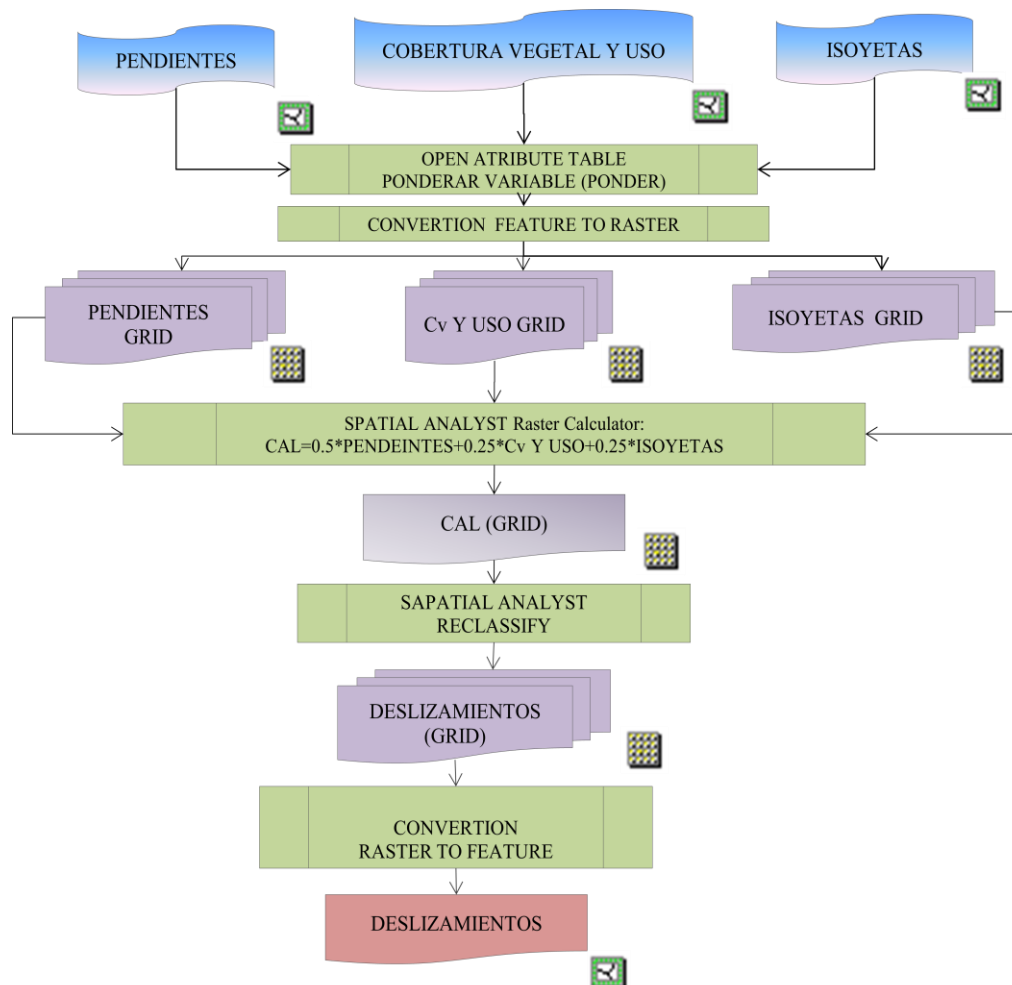 PENDIENTES
COBERTURA VEGETAL Y USO
ISOYETAS
OPEN ATRIBUTE TABLE
PONDERAR VARIABLE (PONDER)
CONVERTION FEATURE TO RASTER
PENDIENTES
GRID
Cv Y USO GRID
ISOYETAS GRID
SPATIAL ANALYST Raster Calculator:
CAL=0.5*PENDEINTES+0.25*Cv Y USO+0.25*ISOYETAS
CAL (GRID)
SAPATIAL ANALYST
RECLASSIFY
DESLIZAMIENTOS
(GRID)
CONVERTION
RASTER TO FEATURE
DESLIZAMIENTOS